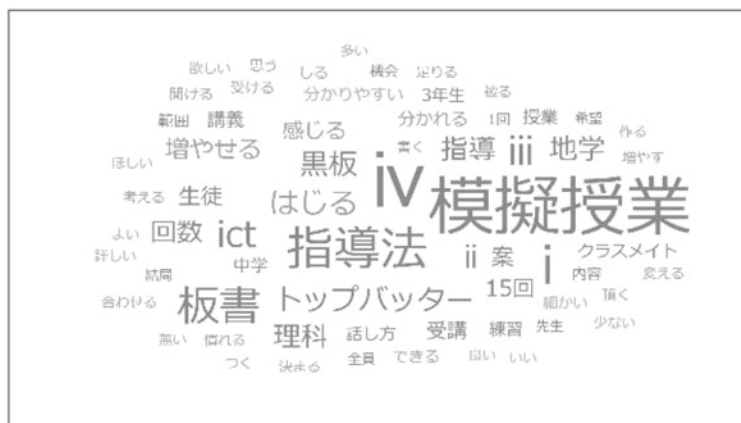 多い
欲しい 思う しる 機会 足りる
開ける 受ける 分かりやすい 3年生 被る
範囲 講義 感じる 分かれる 1回 授業 希望
ほしい 増やせる 黒板 書く 指導 iii 地学 作る 増やす
考える 生徒 はじる iv 模擬授業
よい 回数 ict 指導法 ii 案 i クラスメイト
詳しい 結局 中学 内容 変える
合わせる 板書 トップバッター 15回 細かい 頂く
無い 慣れる 理科 話し方 受講 練習 先生 少ない
つく 決まる 全員 できる 良い いい